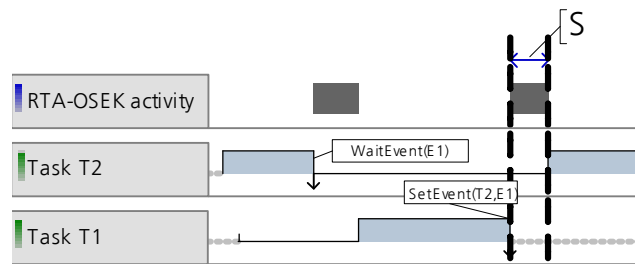 [S
RTA-OSEK activity
WaitEvent(E1)
Task T2
SetEvent(T2,E1)
Task T1